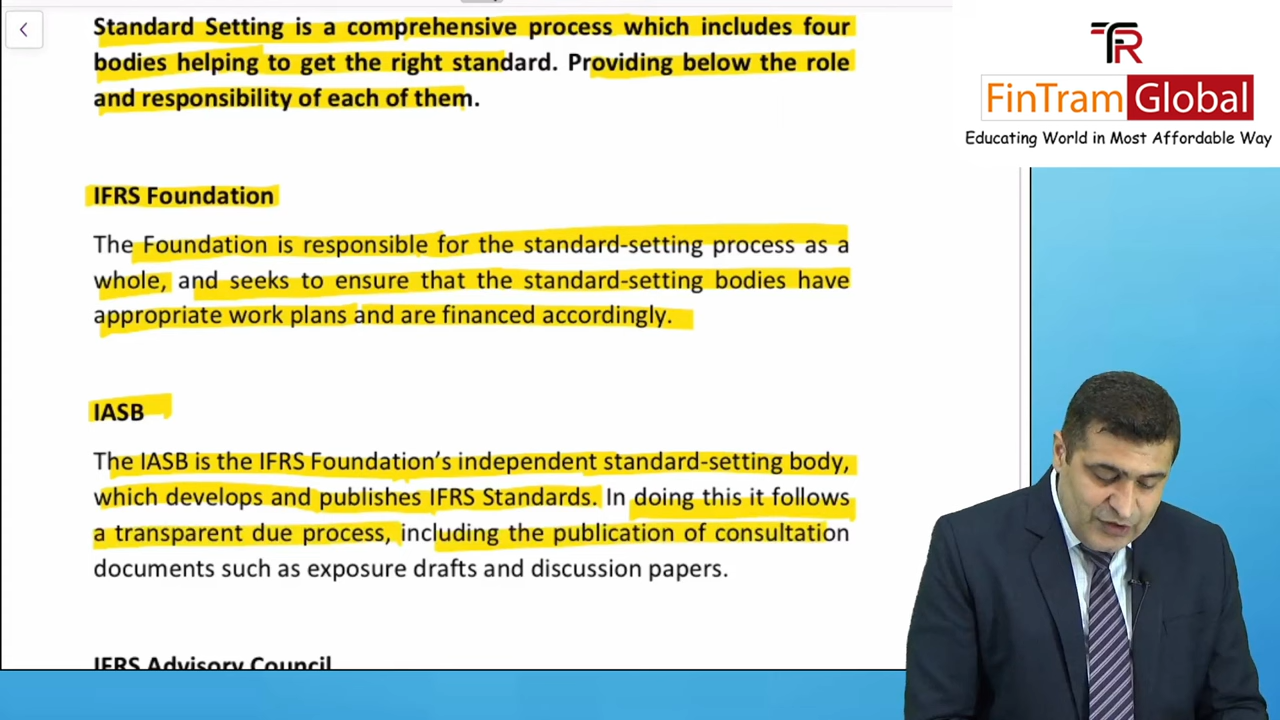 Standard Setting is a comprehensive process which includes four
bodies helping to get the right standard. Providing below the role
and responsibility of each of them.
IFRS Foundation
The Foundation is responsible for the standard-setting process as a
whole, and seeks to ensure that the standard-setting bodies have
appropriate work plans and are financed accordingly.
IASB
The IASB is the IFRS Foundation’s independent standard-setting body,
which develops and publishes IFRS Standards. In doing this it follows
a transparent due process, including the publication of consultation
documents such as exposure drafts and discussion papers.
IFRS Advisory Council
FinTram Global
Educating World in Most Affordable Way